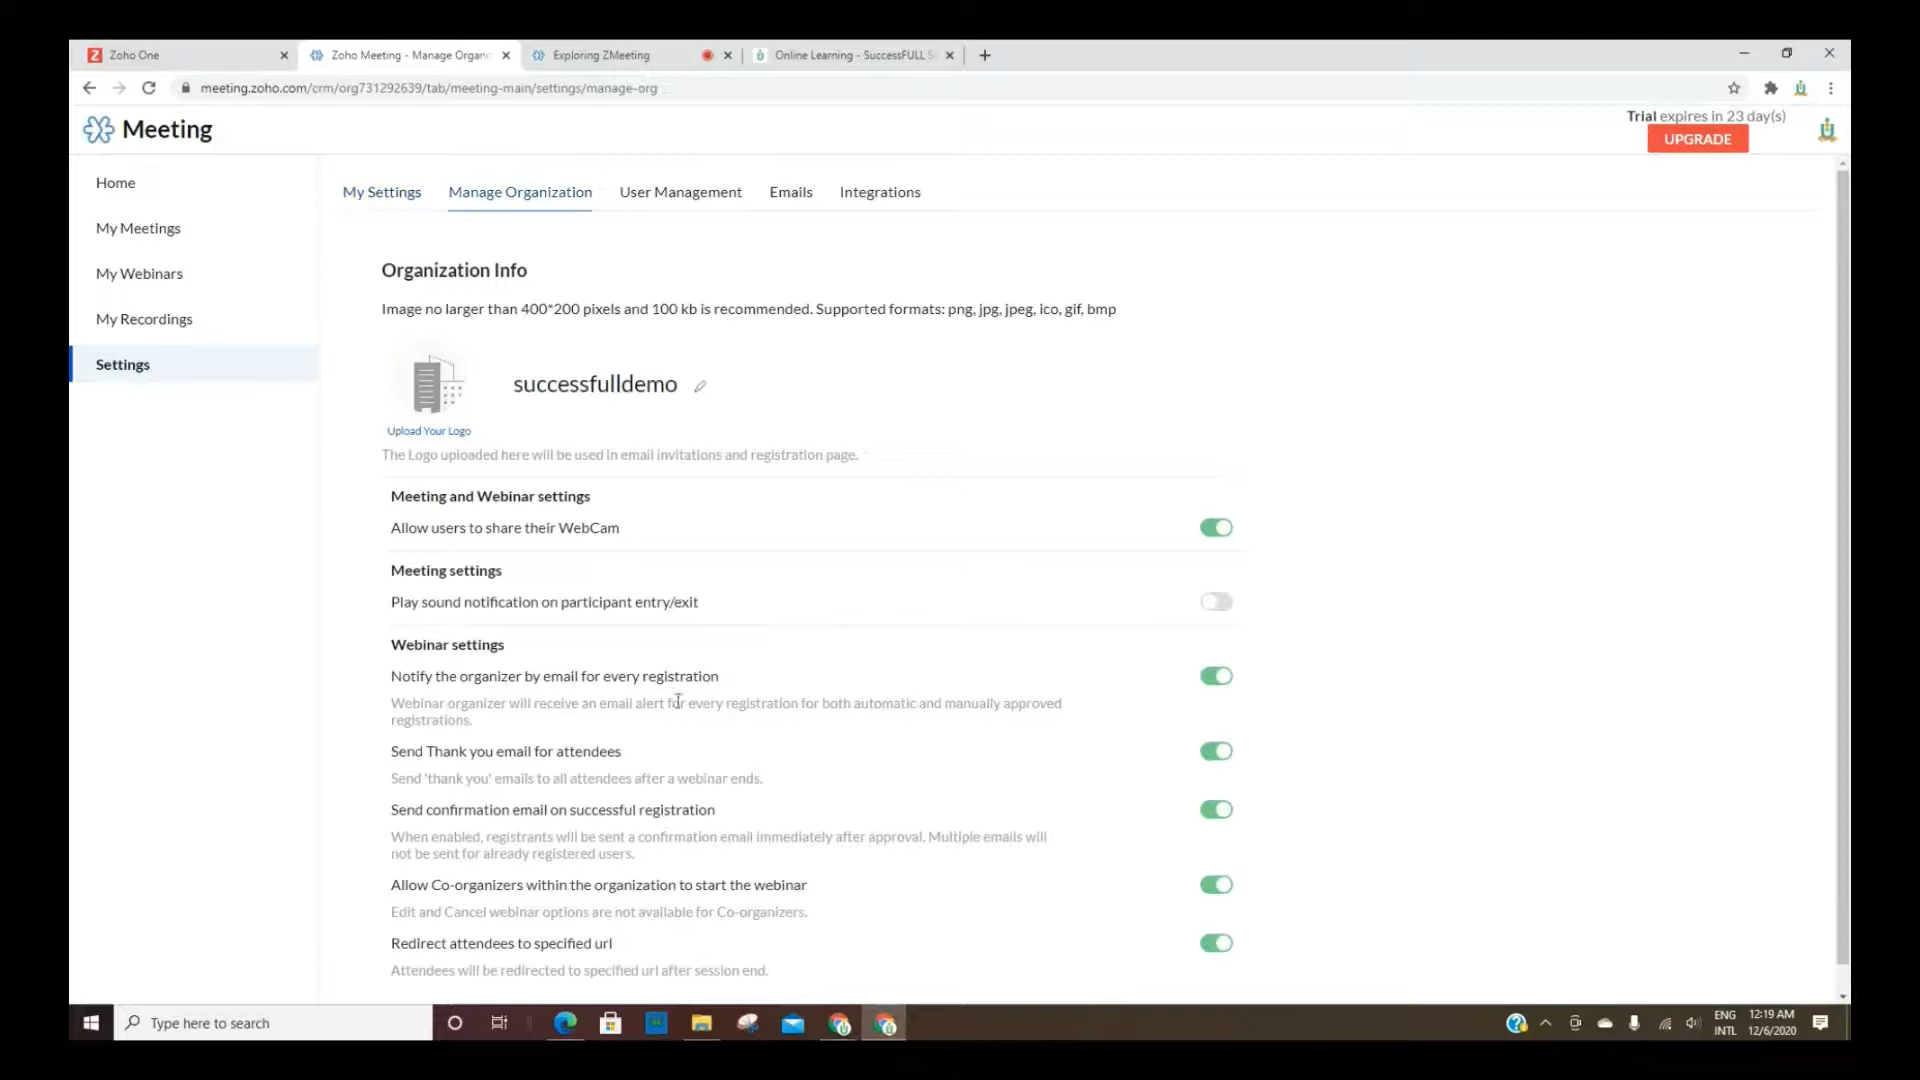 Zoho One
Zoho Meeting - Manage Organ
Exploring ZMeeting
Online Learning - SuccessFULL S
meeting.zoho.com/crm/org731292639/tab/meeting-main/settings/manage-org
Meeting
Trial expires in 23 day(s)
UPGRADE
Home
My Meetings
My Webinars
My Recordings
Settings
My Settings Manage Organization User Management Emails Integrations
Organization Info
Image no larger than 400*200 pixels and 100 kb is recommended. Supported formats: png, jpg, jpeg, ico, gif, bmp
successfulldemo
Upload Your Logo
The Logo uploaded here will be used in email invitations and registration page.
Meeting and Webinar settings
Allow users to share their WebCam
Meeting settings
Play sound notification on participant entry/exit
Webinar settings
Notify the organizer by email for every registration
Webinar organizer will receive an email alert for every registration for both automatic and manually approved
registrations.
Send Thank you email for attendees
Send 'thank you' emails to all attendees after a webinar ends.
Send confirmation email on successful registration
When enabled, registrants will be sent a confirmation email immediately after approval. Multiple emails will
not be sent for already registered users.
Allow Co-organizers within the organization to start the webinar
Edit and Cancel webinar options are not available for Co-organizers.
Redirect attendees to specified url
Attendees will be redirected to specified url after session end.
Type here to search
ENG
INTL
12:19 AM
12/6/2020